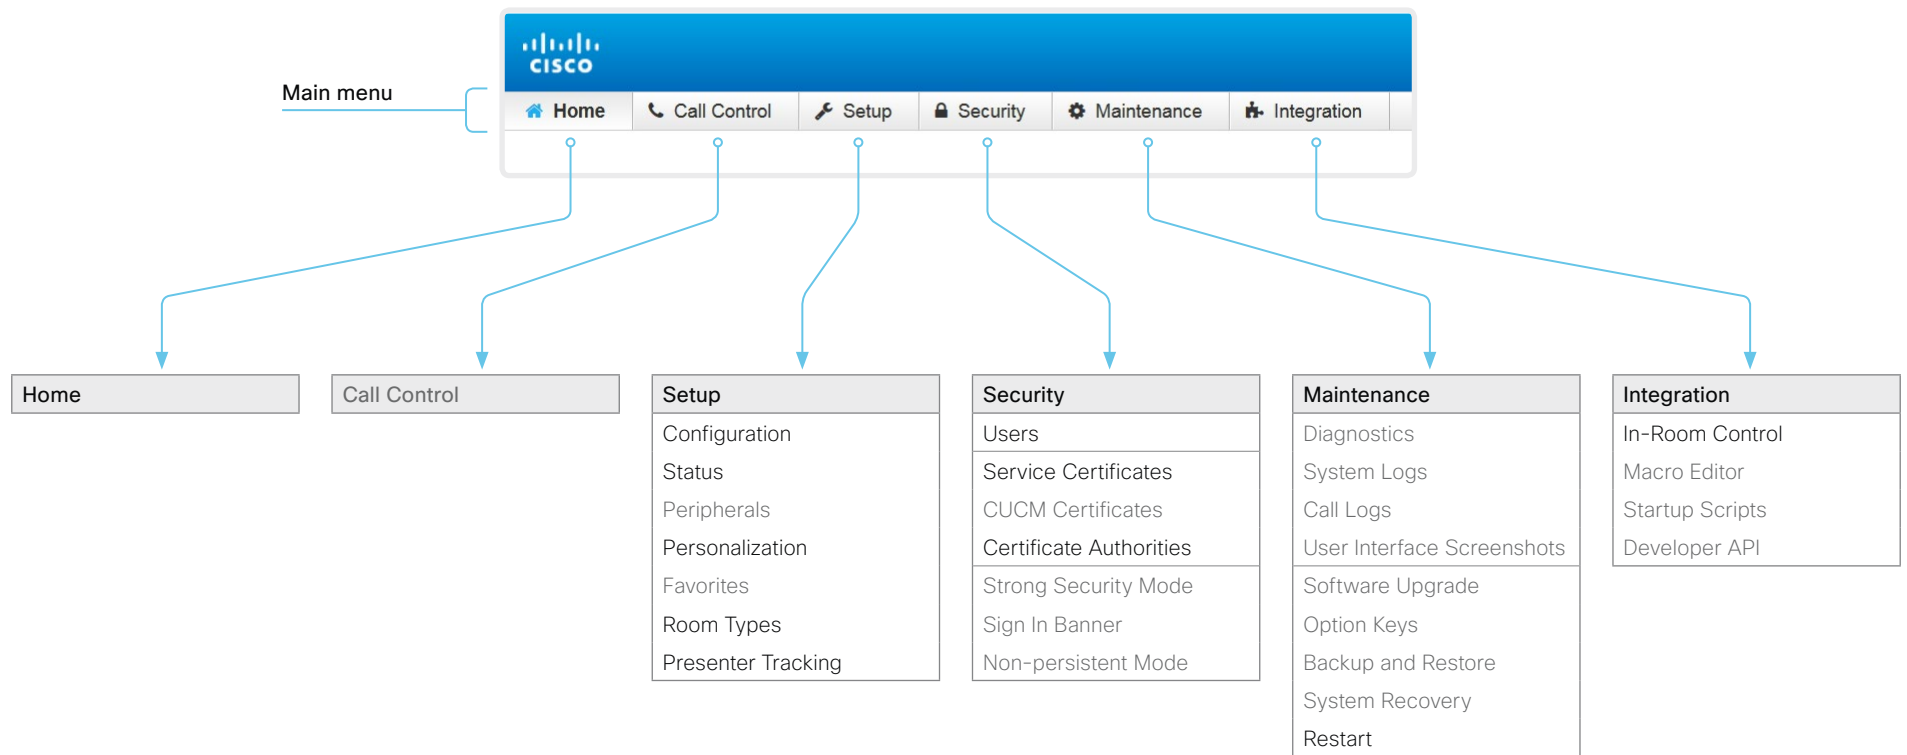 CISCO
Main menu
Home Call Control Setup Security Maintenance Integration
Home
Call Control
Setup
Configuration
Status
Peripherals
Personalization
Favorites
Room Types
Presenter Tracking
Security
Users
Service Certificates
CUCM Certificates
Certificate Authorities
Strong Security Mode
Sign In Banner
Non-persistent Mode
Maintenance
Diagnostics
System Logs
Call Logs
User Interface Screenshots
Software Upgrade
Option Keys
Backup and Restore
System Recovery
Restart
Integration
In-Room Control
Macro Editor
Startup Scripts
Developer API